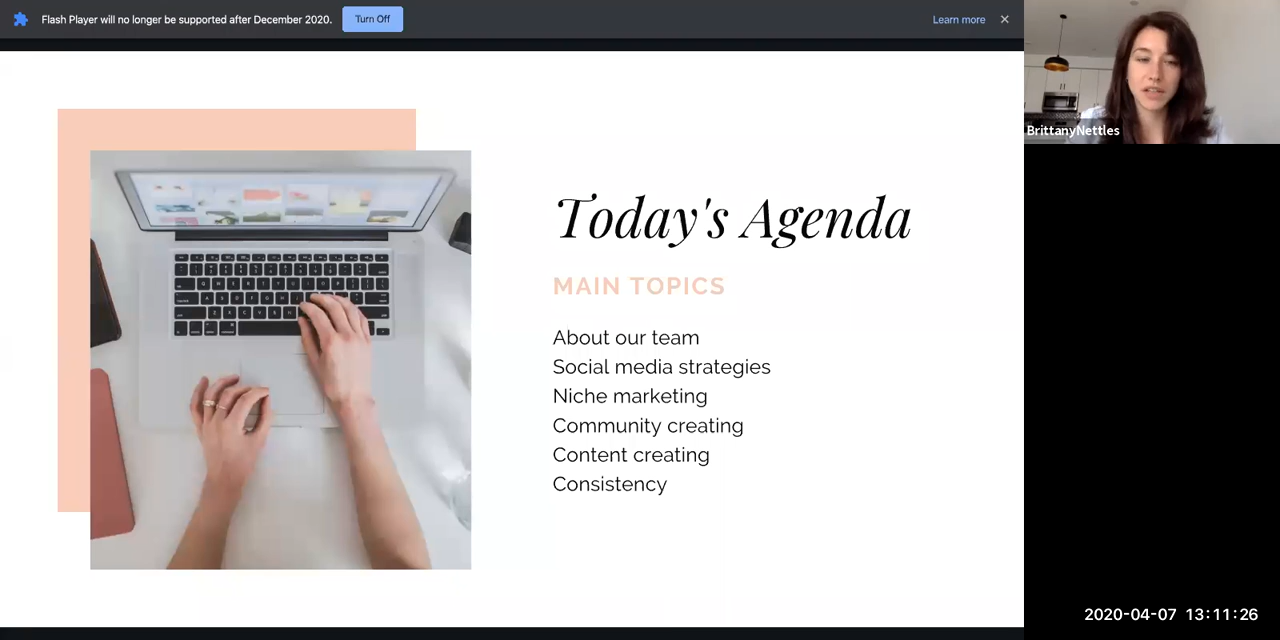 Flash Player will no longer be supported after December 2020.
Turn Off
Learn more
BrittanyNettles
Today's Agenda
MAIN TOPICS
About our team
Social media strategies
Niche marketing
Community creating
Content creating
Consistency
2020-04-07 13:11:26